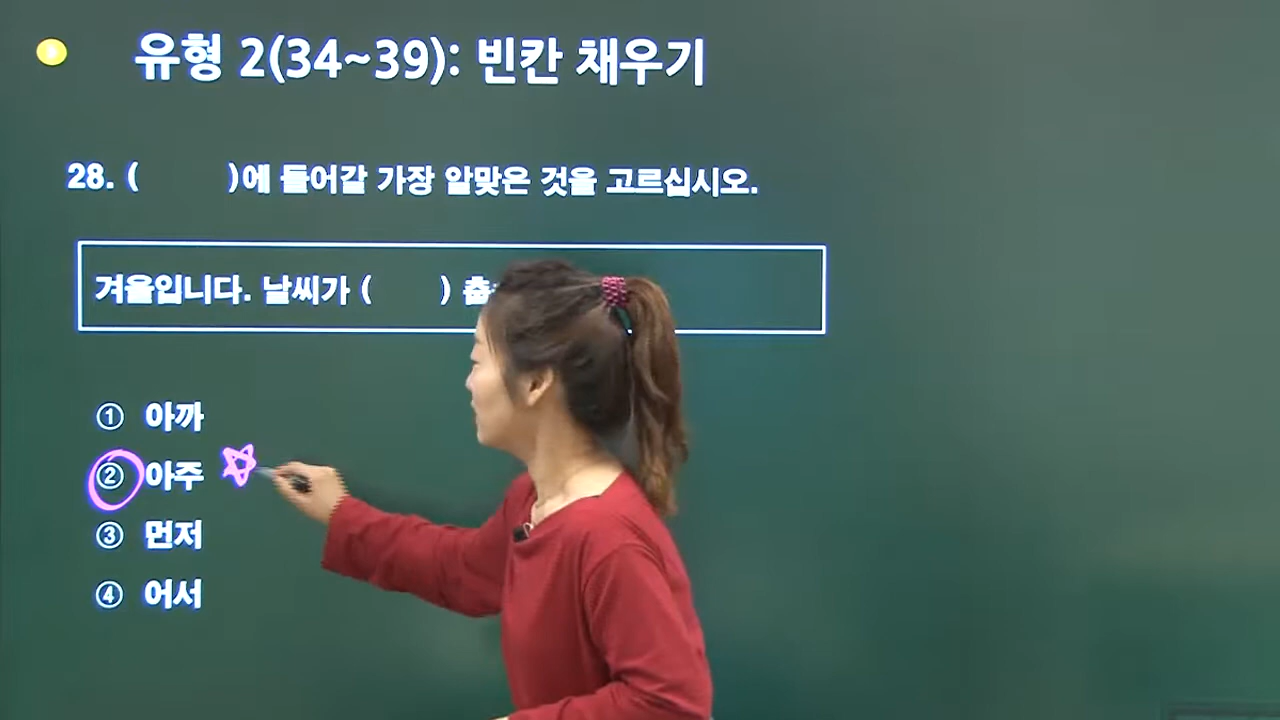 유형 2(34~39): 빈칸 채우기
28. ( )에 들어갈 가장 알맞은 것을 고르십시오.
겨울입니다. 날씨가 ( )
① 아까
② 아주
③ 먼저
④ 어서